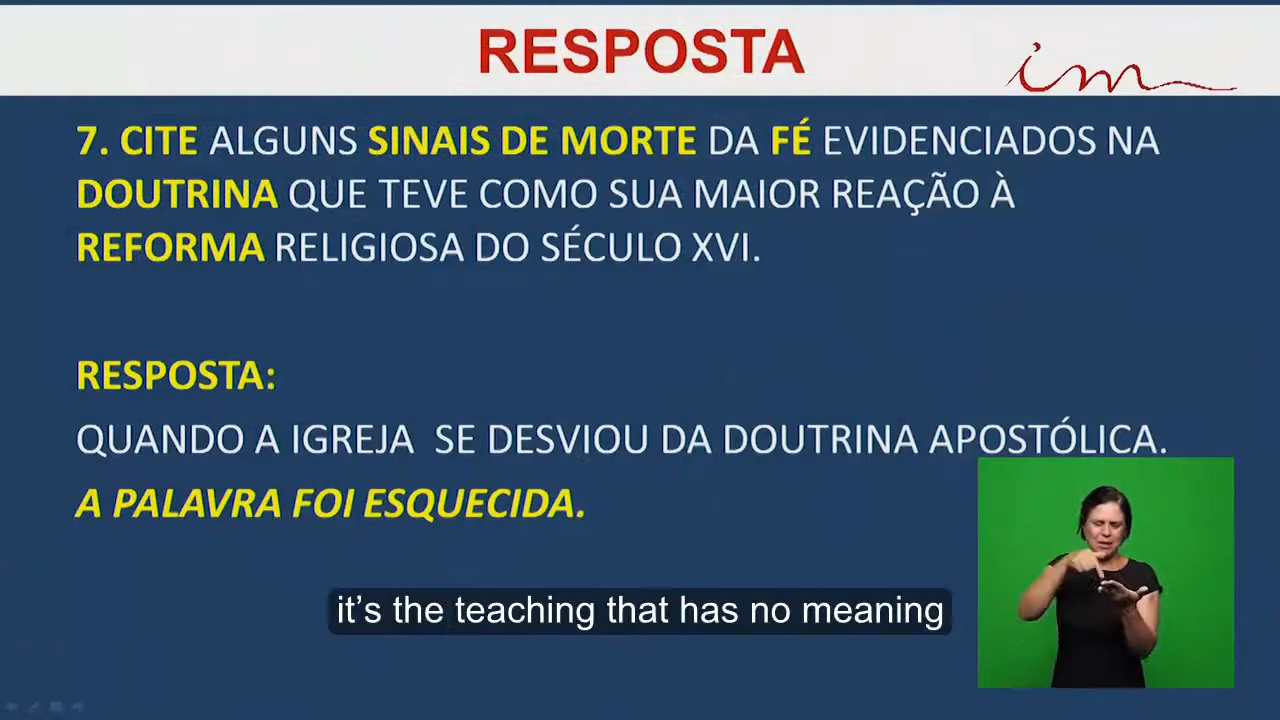 RESPOSTA
im
7. CITE ALGUNS SINAIS DE MORTE DA FÉ EVIDENCIADOS NA
DOUTRINA QUE TEVE COMO SUA MAIOR REAÇÃO À
REFORMA RELIGIOSA DO SÉCULO XVI.
RESPOSTA:
QUANDO A IGREJA SE DESVIOU DA DOUTRINA APOSTÓLICA.
A PALAVRA FOI ESQUECIDA.
it’s the teaching that has no meaning